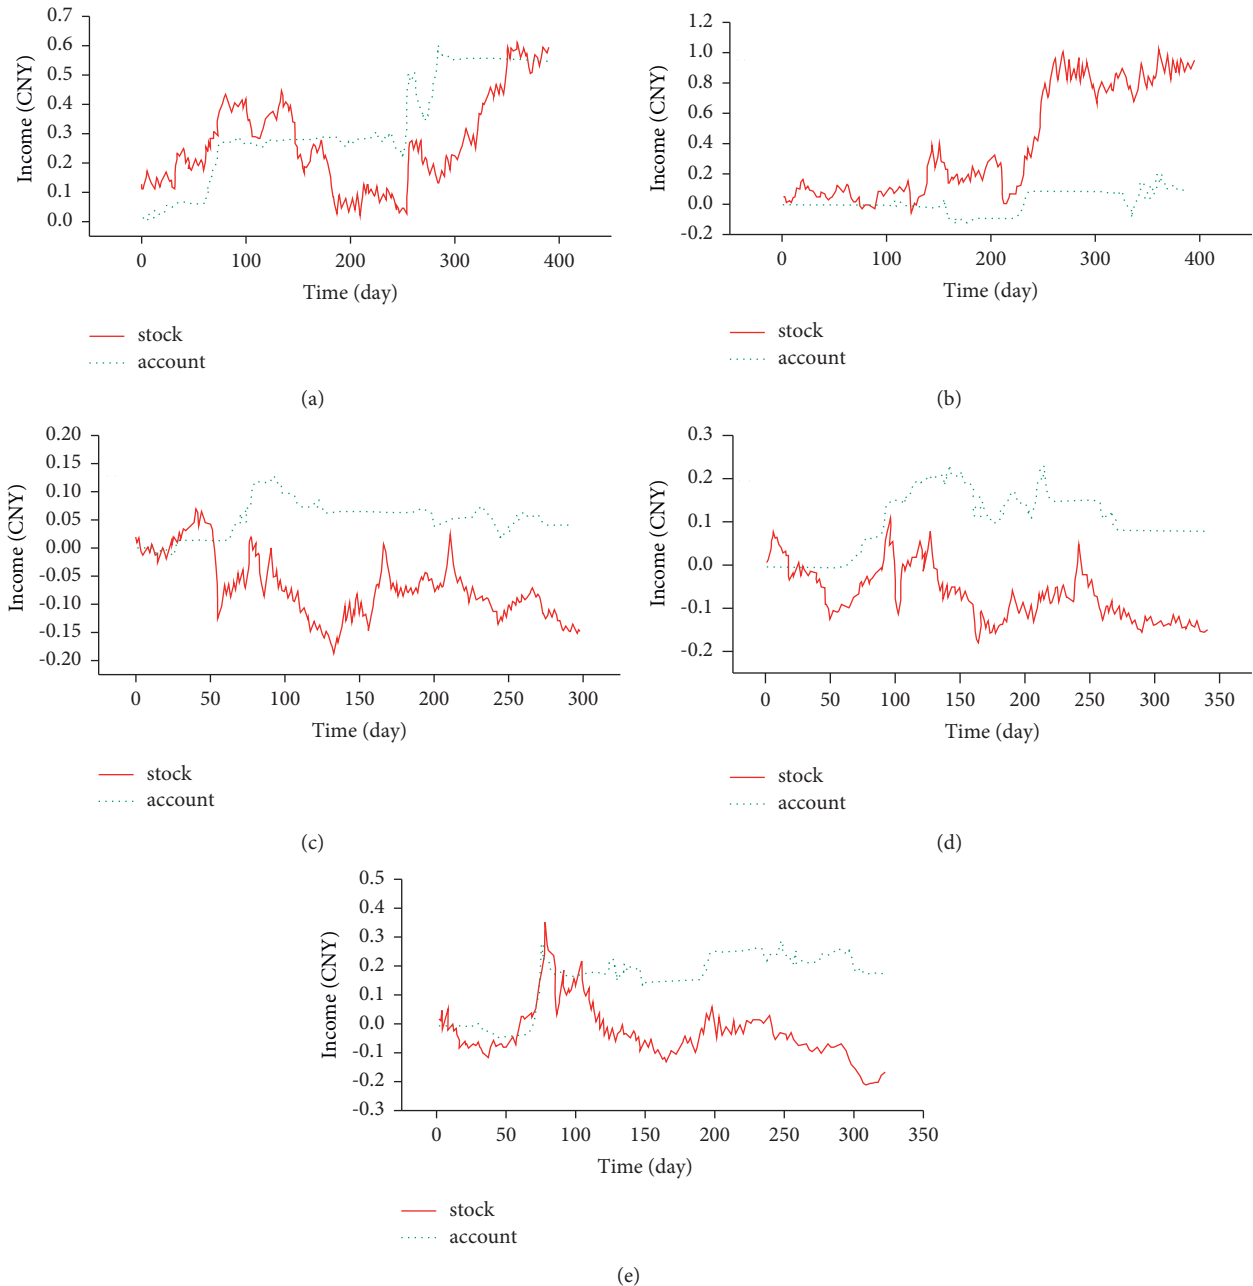 0.7
0.6
0.5
0.4
0.3
0.2
0.1
0.0
Income (CNY)
0 100 200 300 400
Time (day)
stock
account
(a)
1.2
1.0
0.8
0.6
0.4
0.2
0.0
-0.2
Income (CNY)
0 100 200 300 400
Time (day)
stock
account
(b)
0.20
0.15
0.10
0.05
0.00
-0.05
-0.10
-0.15
-0.20
Income (CNY)
0 50 100 150 200 250 300
Time (day)
stock
account
(c)
0.3
0.2
0.1
0.0
-0.1
-0.2
Income (CNY)
0 50 100 150 200 250 300 350
Time (day)
stock
account
(d)
0.5
0.4
0.3
0.2
0.1
0.0
-0.1
-0.2
-0.3
Income (CNY)
0 50 100 150 200 250 300 350
Time (day)
stock
account
(e)